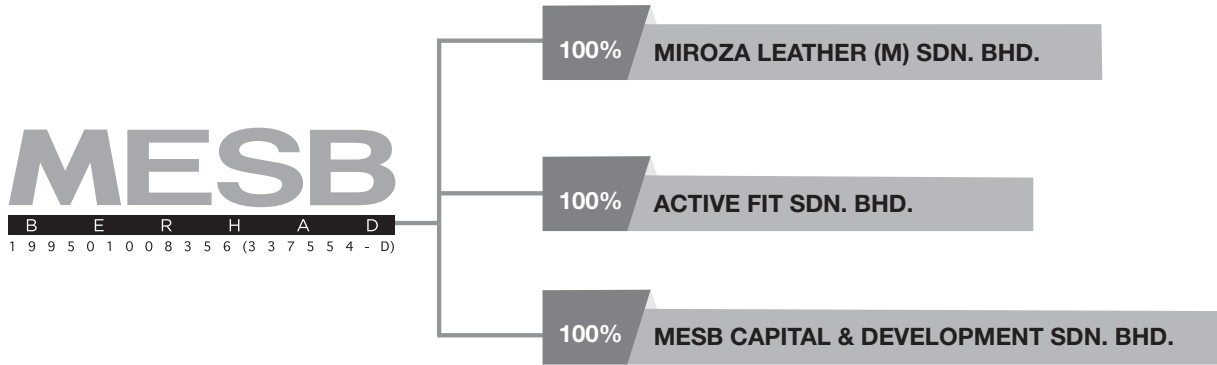 MESB
BERHAD
199501008356(337554-D)
100% MIROZA LEATHER (M) SDN. BHD.
100% ACTIVE FIT SDN. BHD.
100% MESB CAPITAL & DEVELOPMENT SDN. BHD.